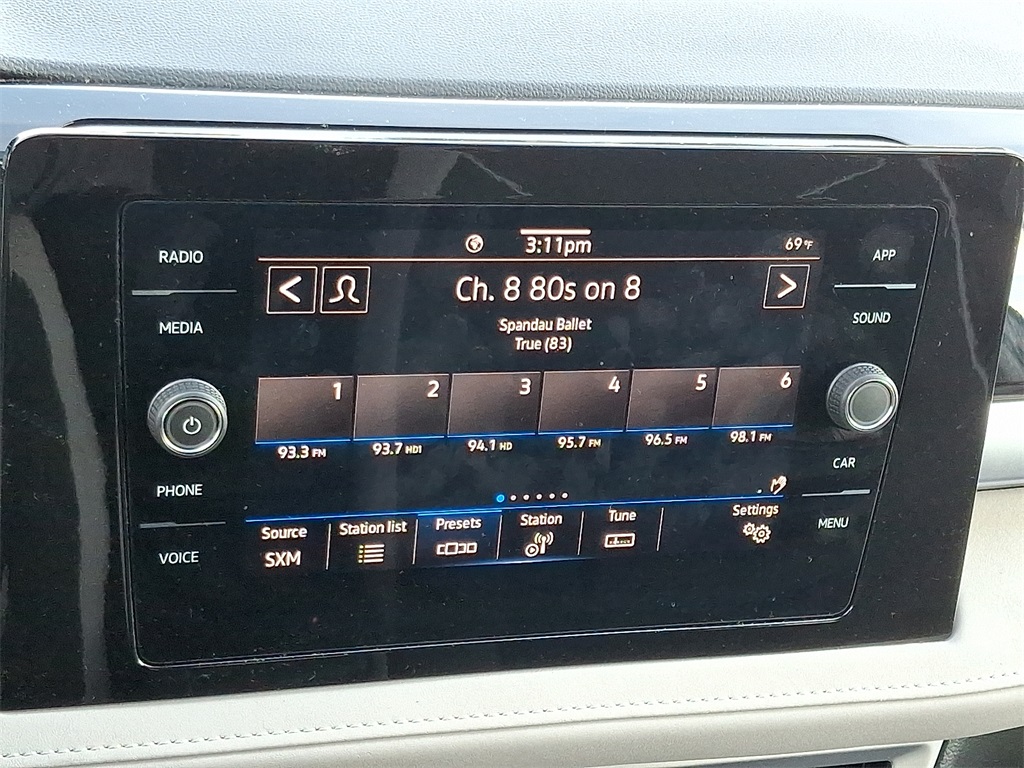 RADIO
MEDIA
PHONE
VOICE
3:11pm
69°F
<
>
Ch. 8 80s on 8
Spandau Ballet
True (83)
1 2 3 4 5 6
93.3 FM 93.7 HD1 94.1 HD 95.7 FM 96.5 FM 98.1 FM
Source Station list Presets Station Tune Settings
SXM
APP
SOUND
CAR
MENU